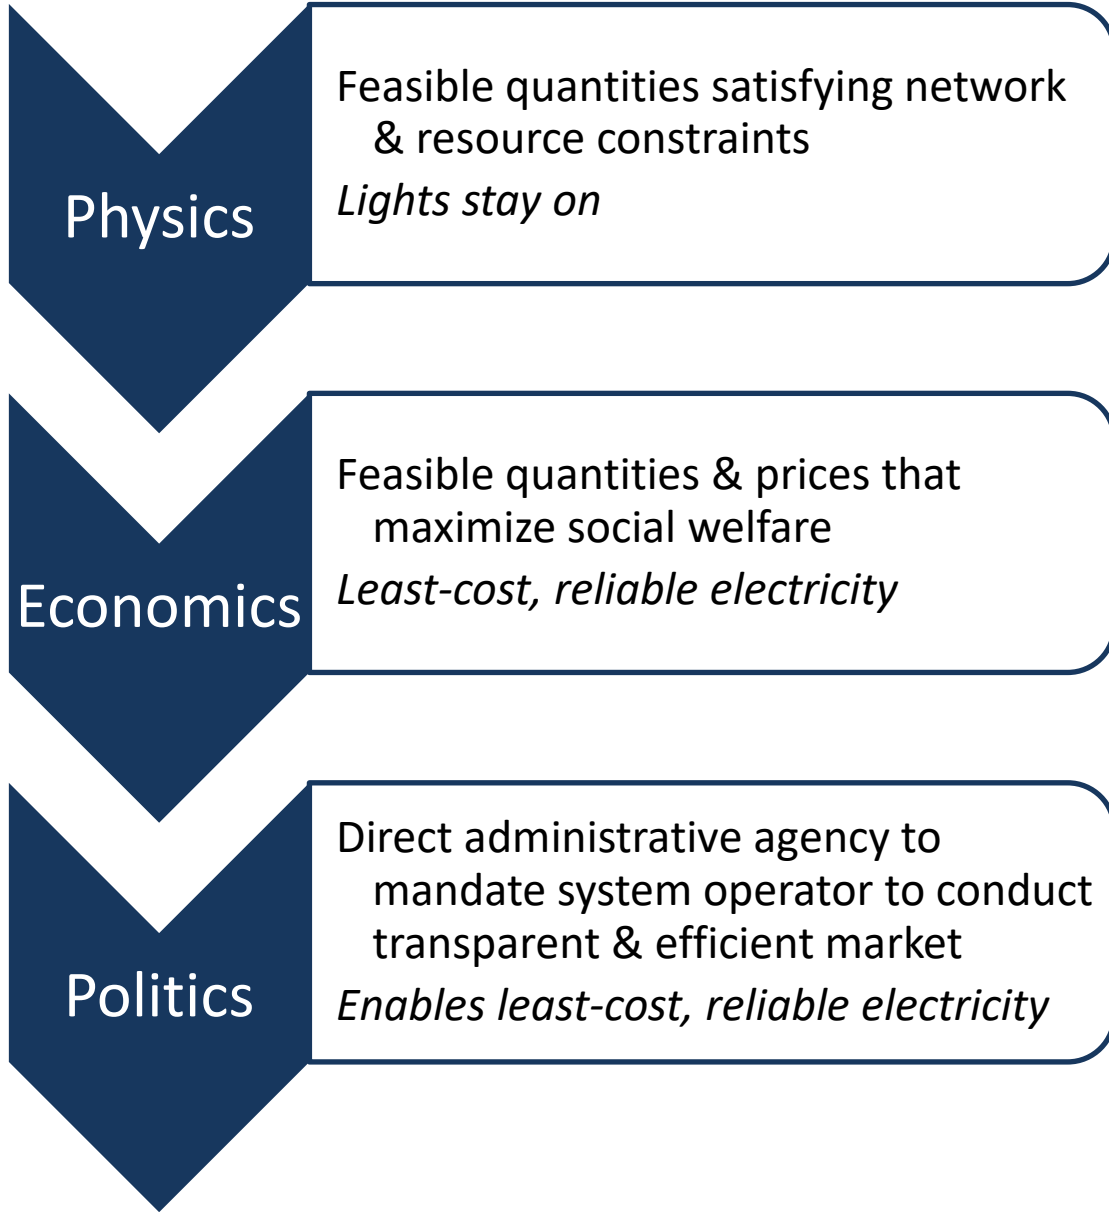 Physics
Feasible quantities satisfying network
& resource constraints
Lights stay on
Economics
Feasible quantities & prices that
maximize social welfare
Least-cost, reliable electricity
Politics
Direct administrative agency to
mandate system operator to conduct
transparent & efficient market
Enables least-cost, reliable electricity